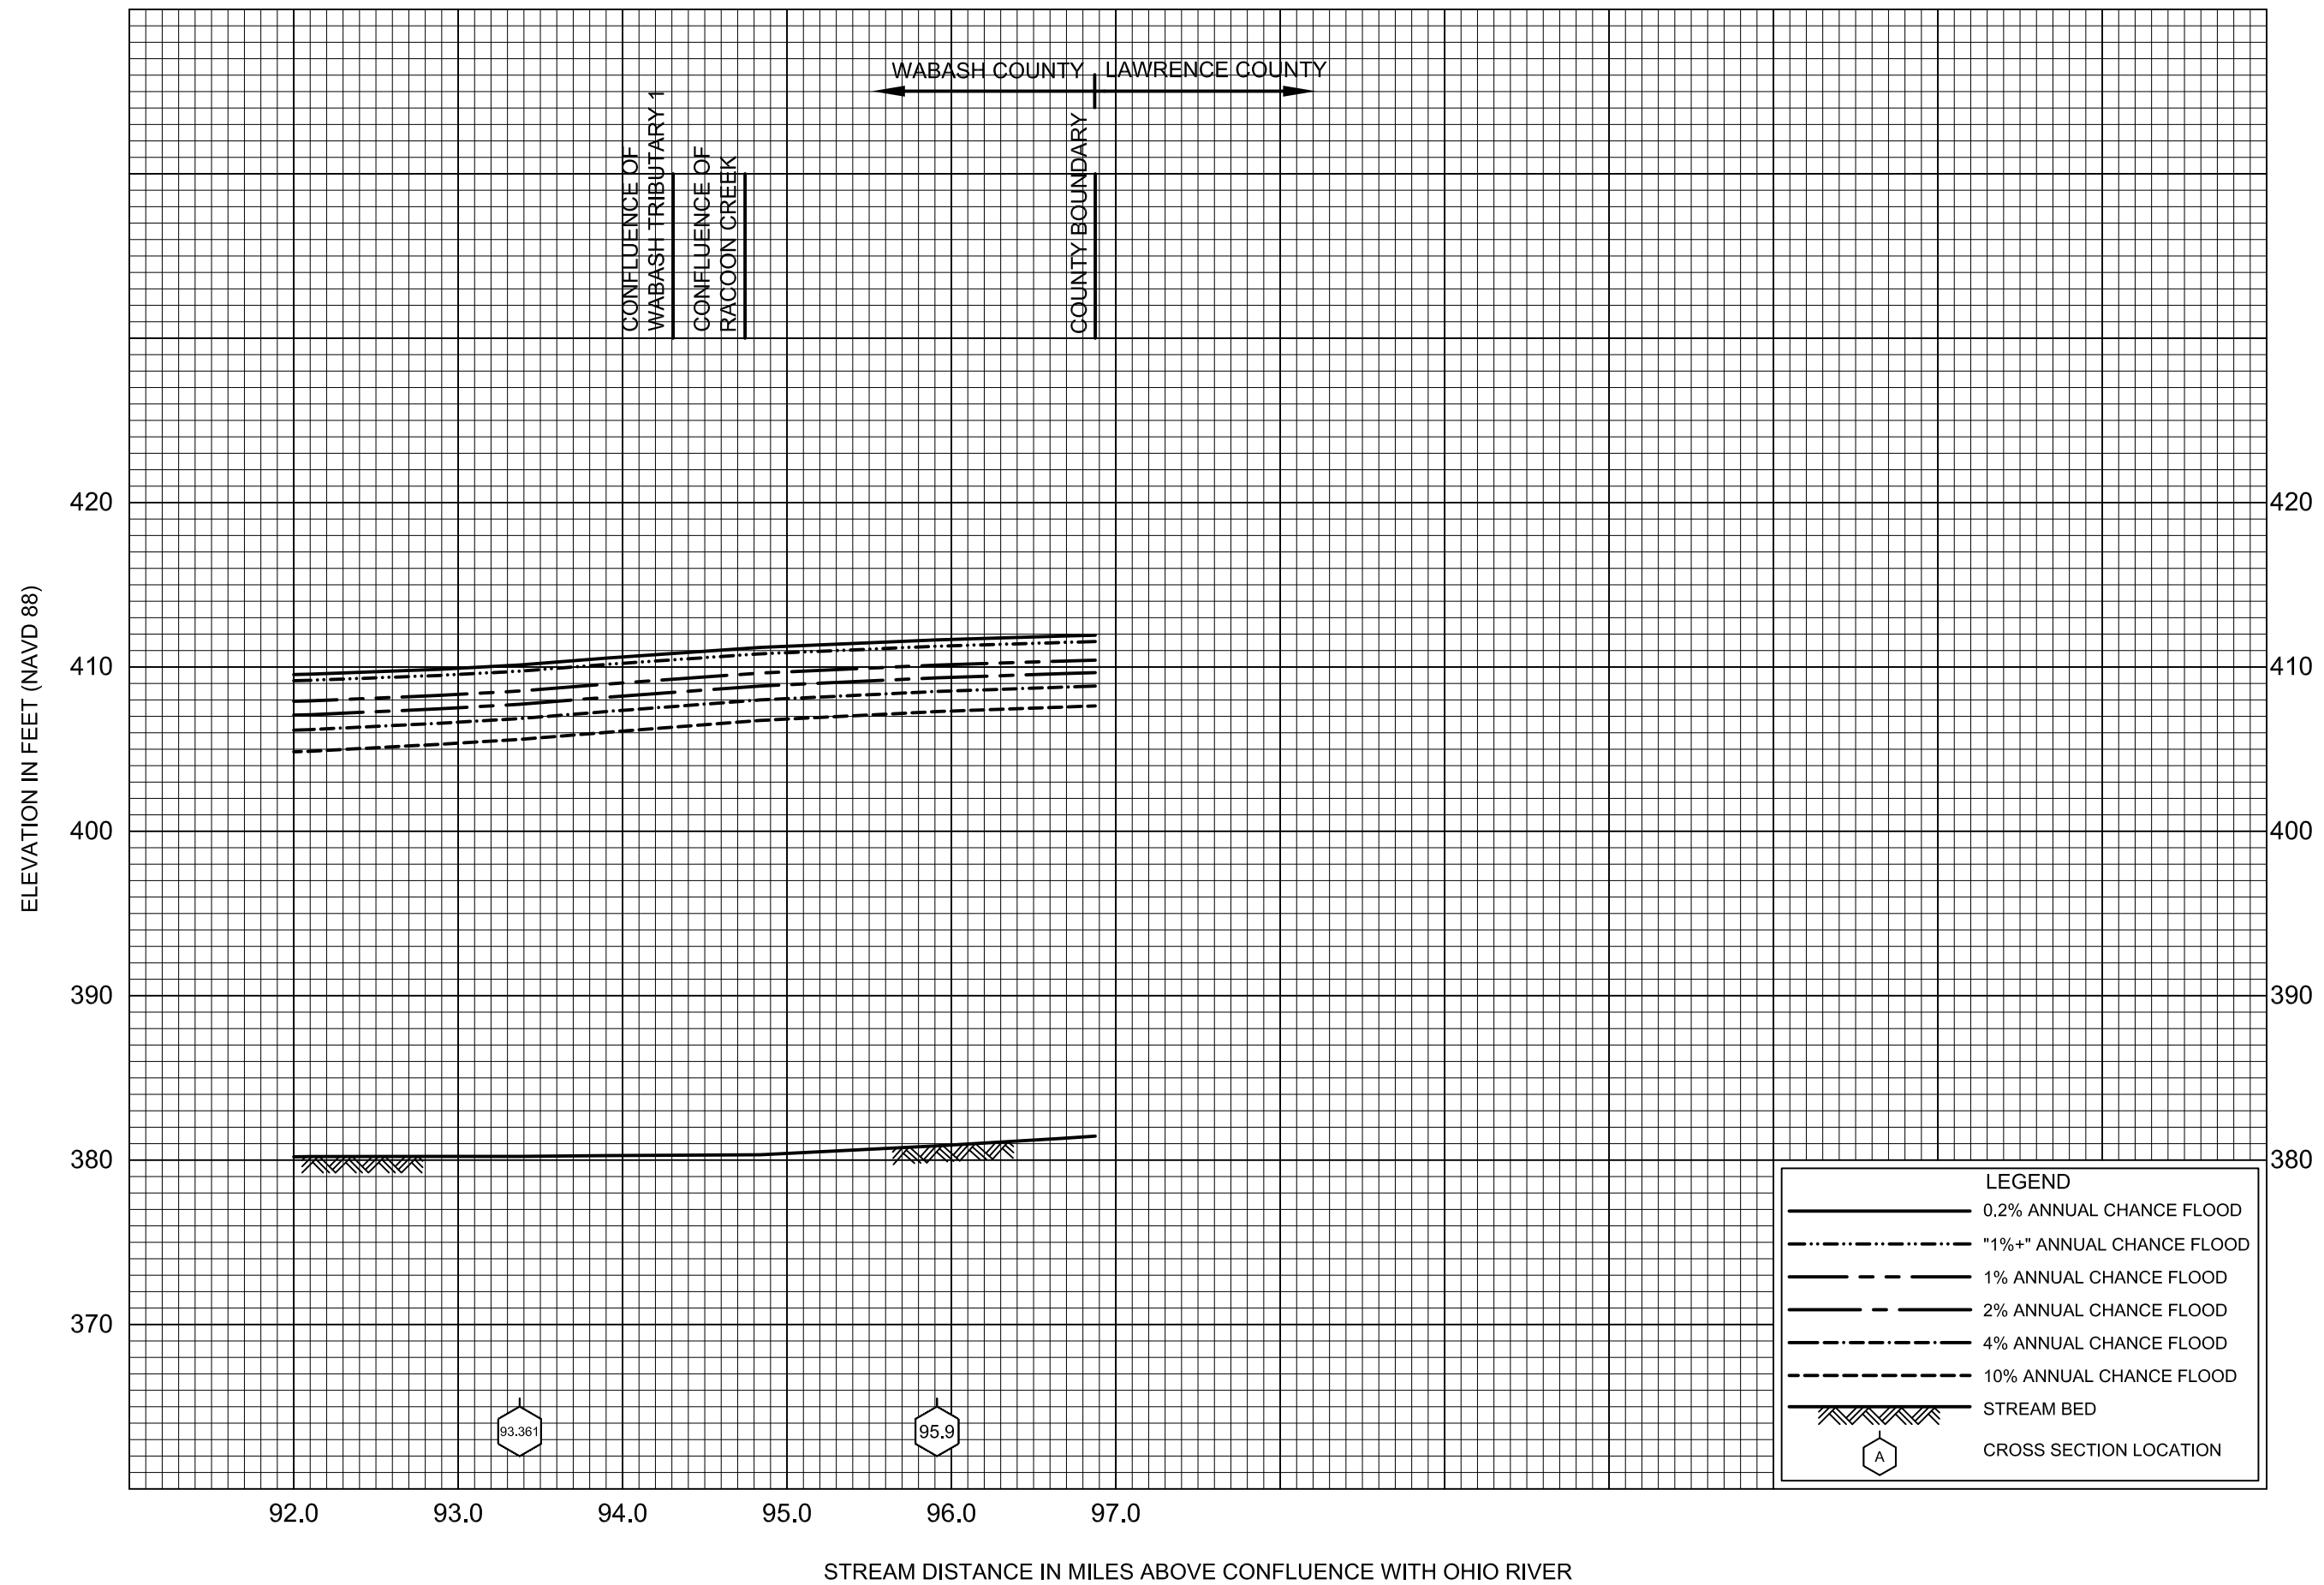 WABASH COUNTY
LAWRENCE COUNTY
CONFLUENCE OF
WABASH TRIBUTARY 1
CONFLUENCE OF
RACOON CREEK
COUNTY BOUNDARY
ELEVATION IN FEET (NAVD 88)
420
420
410
410
400
400
390
390
380
380
370
LEGEND
0.2% ANNUAL CHANCE FLOOD
"1%+" ANNUAL CHANCE FLOOD
1% ANNUAL CHANCE FLOOD
2% ANNUAL CHANCE FLOOD
4% ANNUAL CHANCE FLOOD
10% ANNUAL CHANCE FLOOD
STREAM BED
A
CROSS SECTION LOCATION
93.361
95.9
92.0
93.0
94.0
95.0
96.0
97.0
STREAM DISTANCE IN MILES ABOVE CONFLUENCE WITH OHIO RIVER